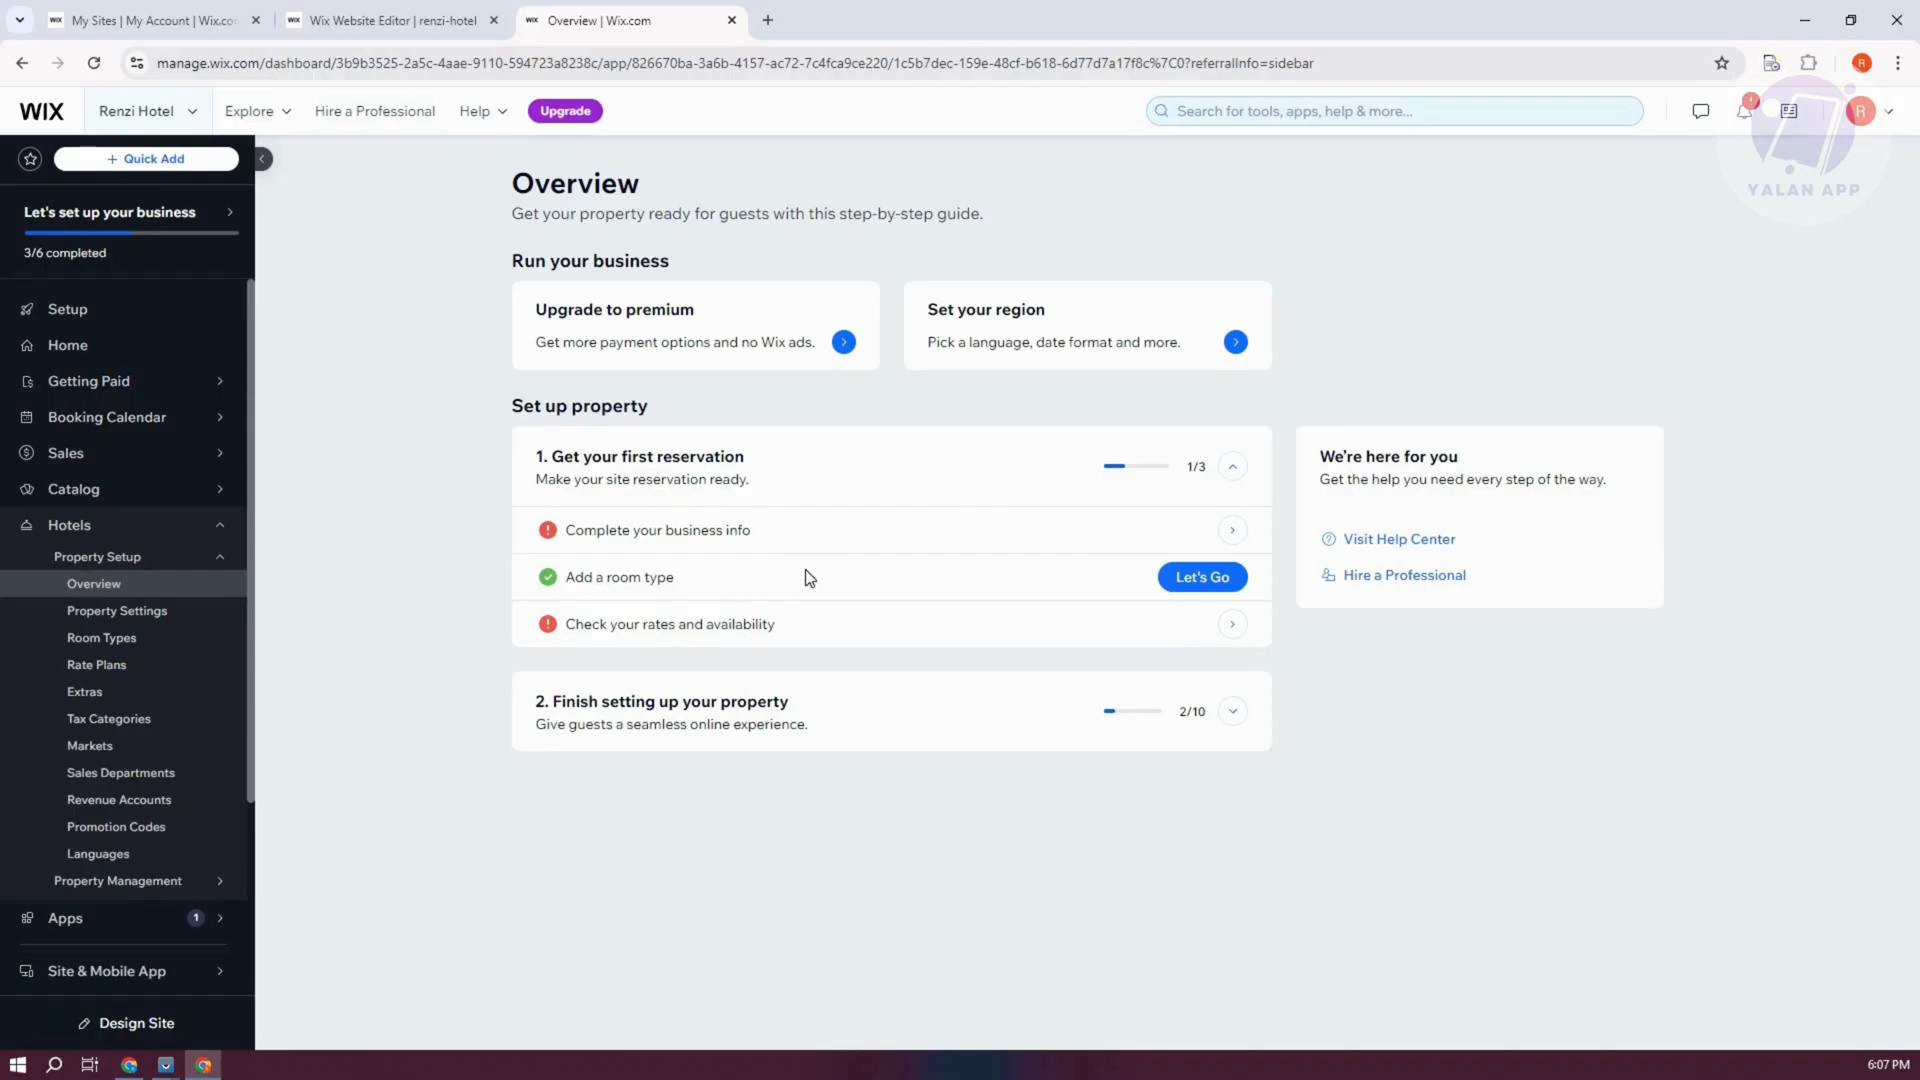 My Sites | My Account | Wix.co
Wix Website Editor | renzi-hotel
Overview | Wix.com
manage.wix.com/dashboard/3b9b3525-2a5c-4aae-9110-594723a8238c/app/826670ba-3a6b-4157-ac72-7c4fca9ce220/1c5b7dec-159e-48cf-b618-6d77d7a17f8c%7C0?referralInfo=sidebar
R
WIX
Renzi Hotel
Explore
Hire a Professional
Help
Upgrade
Search for tools, apps, help & more...
R
YALAN APP
+ Quick Add
Let's set up your business
3/6 completed
Setup
Home
Getting Paid
Booking Calendar
Sales
Catalog
Hotels
Property Setup
Overview
Property Settings
Room Types
Rate Plans
Extras
Tax Categories
Markets
Sales Departments
Revenue Accounts
Promotion Codes
Languages
Property Management
Apps
1
Site & Mobile App
Design Site
Overview
Get your property ready for guests with this step-by-step guide.
Run your business
Upgrade to premium
Get more payment options and no Wix ads.
Set your region
Pick a language, date format and more.
Set up property
1. Get your first reservation
Make your site reservation ready.
1/3
Complete your business info
Add a room type
Let's Go
Check your rates and availability
2. Finish setting up your property
Give guests a seamless online experience.
2/10
We're here for you
Get the help you need every step of the way.
Visit Help Center
Hire a Professional
6:07 PM